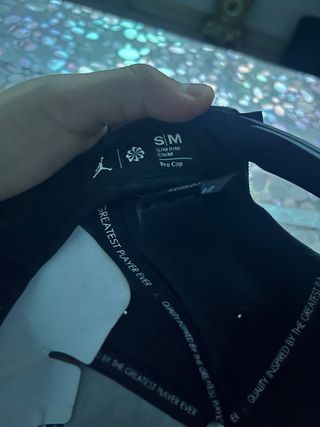 S|M
S/M P/M
CH/M
Pro Cap
GREATEST PLAYER EVER
QUALITY INSPIRED BY THE GREATEST PLAYER EVER
QUALITY INSPIRED BY THE GREATEST
BY THE GREATEST PLAYER EVER